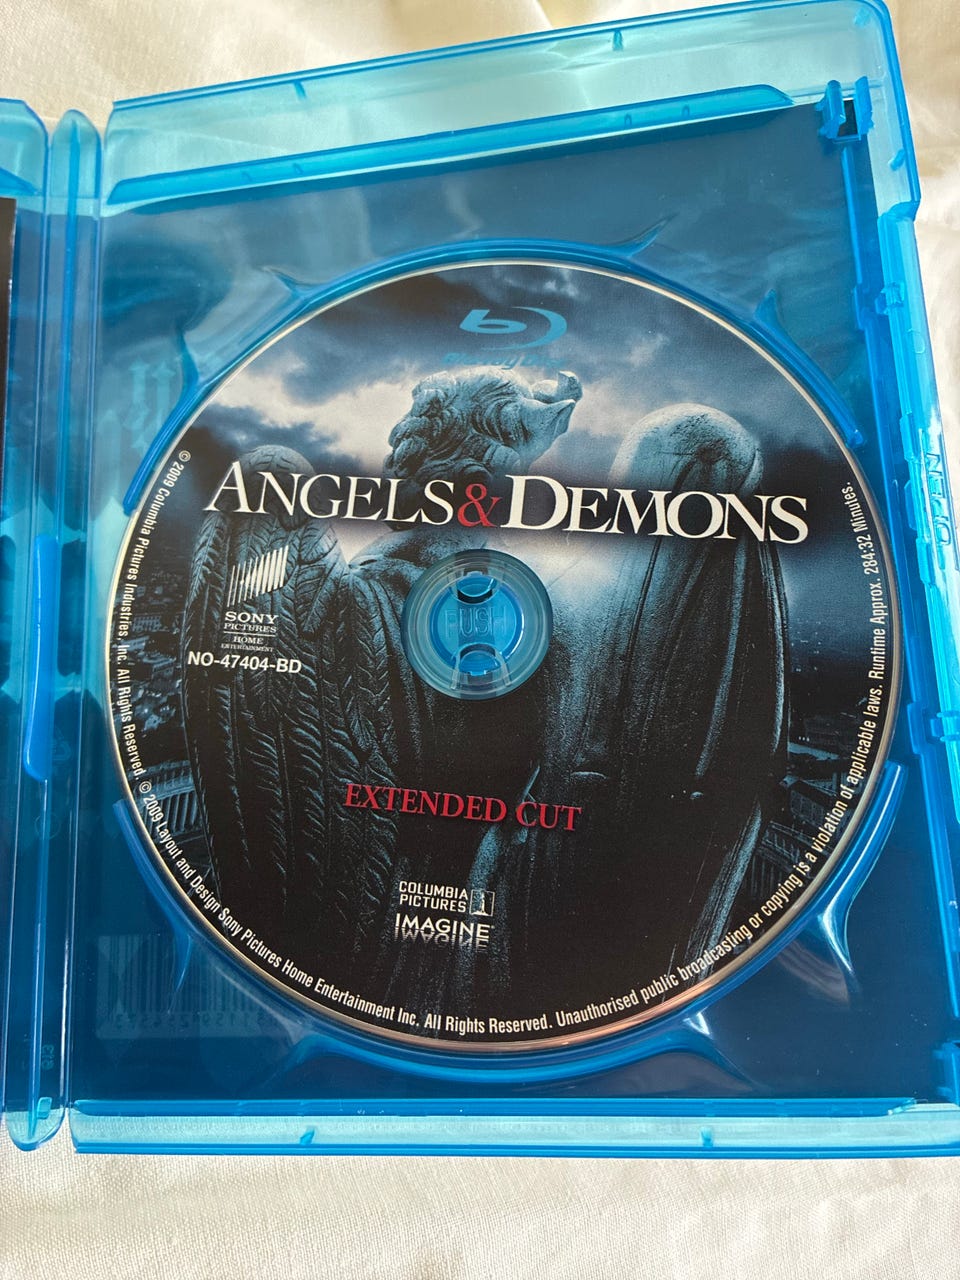 Blu-ray Disc
ANGELS & DEMONS
SONY
PICTURES
HOME
ENTERTAINMENT
NO-47404-BD
PUSH
EXTENDED CUT
COLUMBIA
PICTURES
IMAGINE
© 2009 Columbia Pictures Industries, Inc. All Rights Reserved. © 2009 Layout and Design Sony Pictures Home Entertainment Inc. All Rights Reserved. Unauthorised public broadcasting or copying is a violation of applicable laws. Runtime Approx. 284:32 Minutes.
OPEN